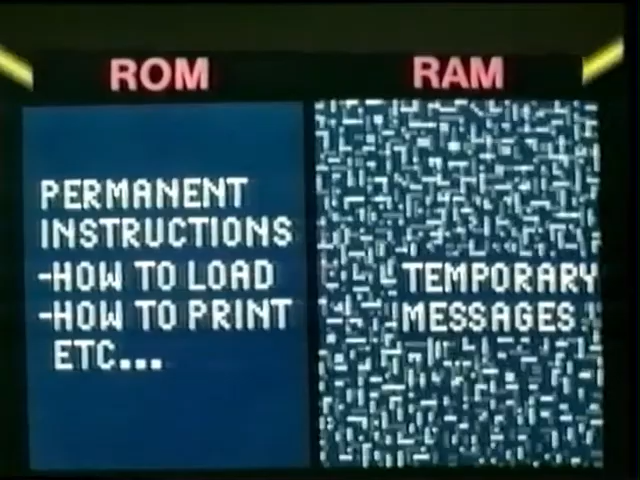 ROM
PERMANENT
INSTRUCTIONS
-HOW TO LOAD
-HOW TO PRINT
ETC...
RAM
TEMPORARY
MESSAGES